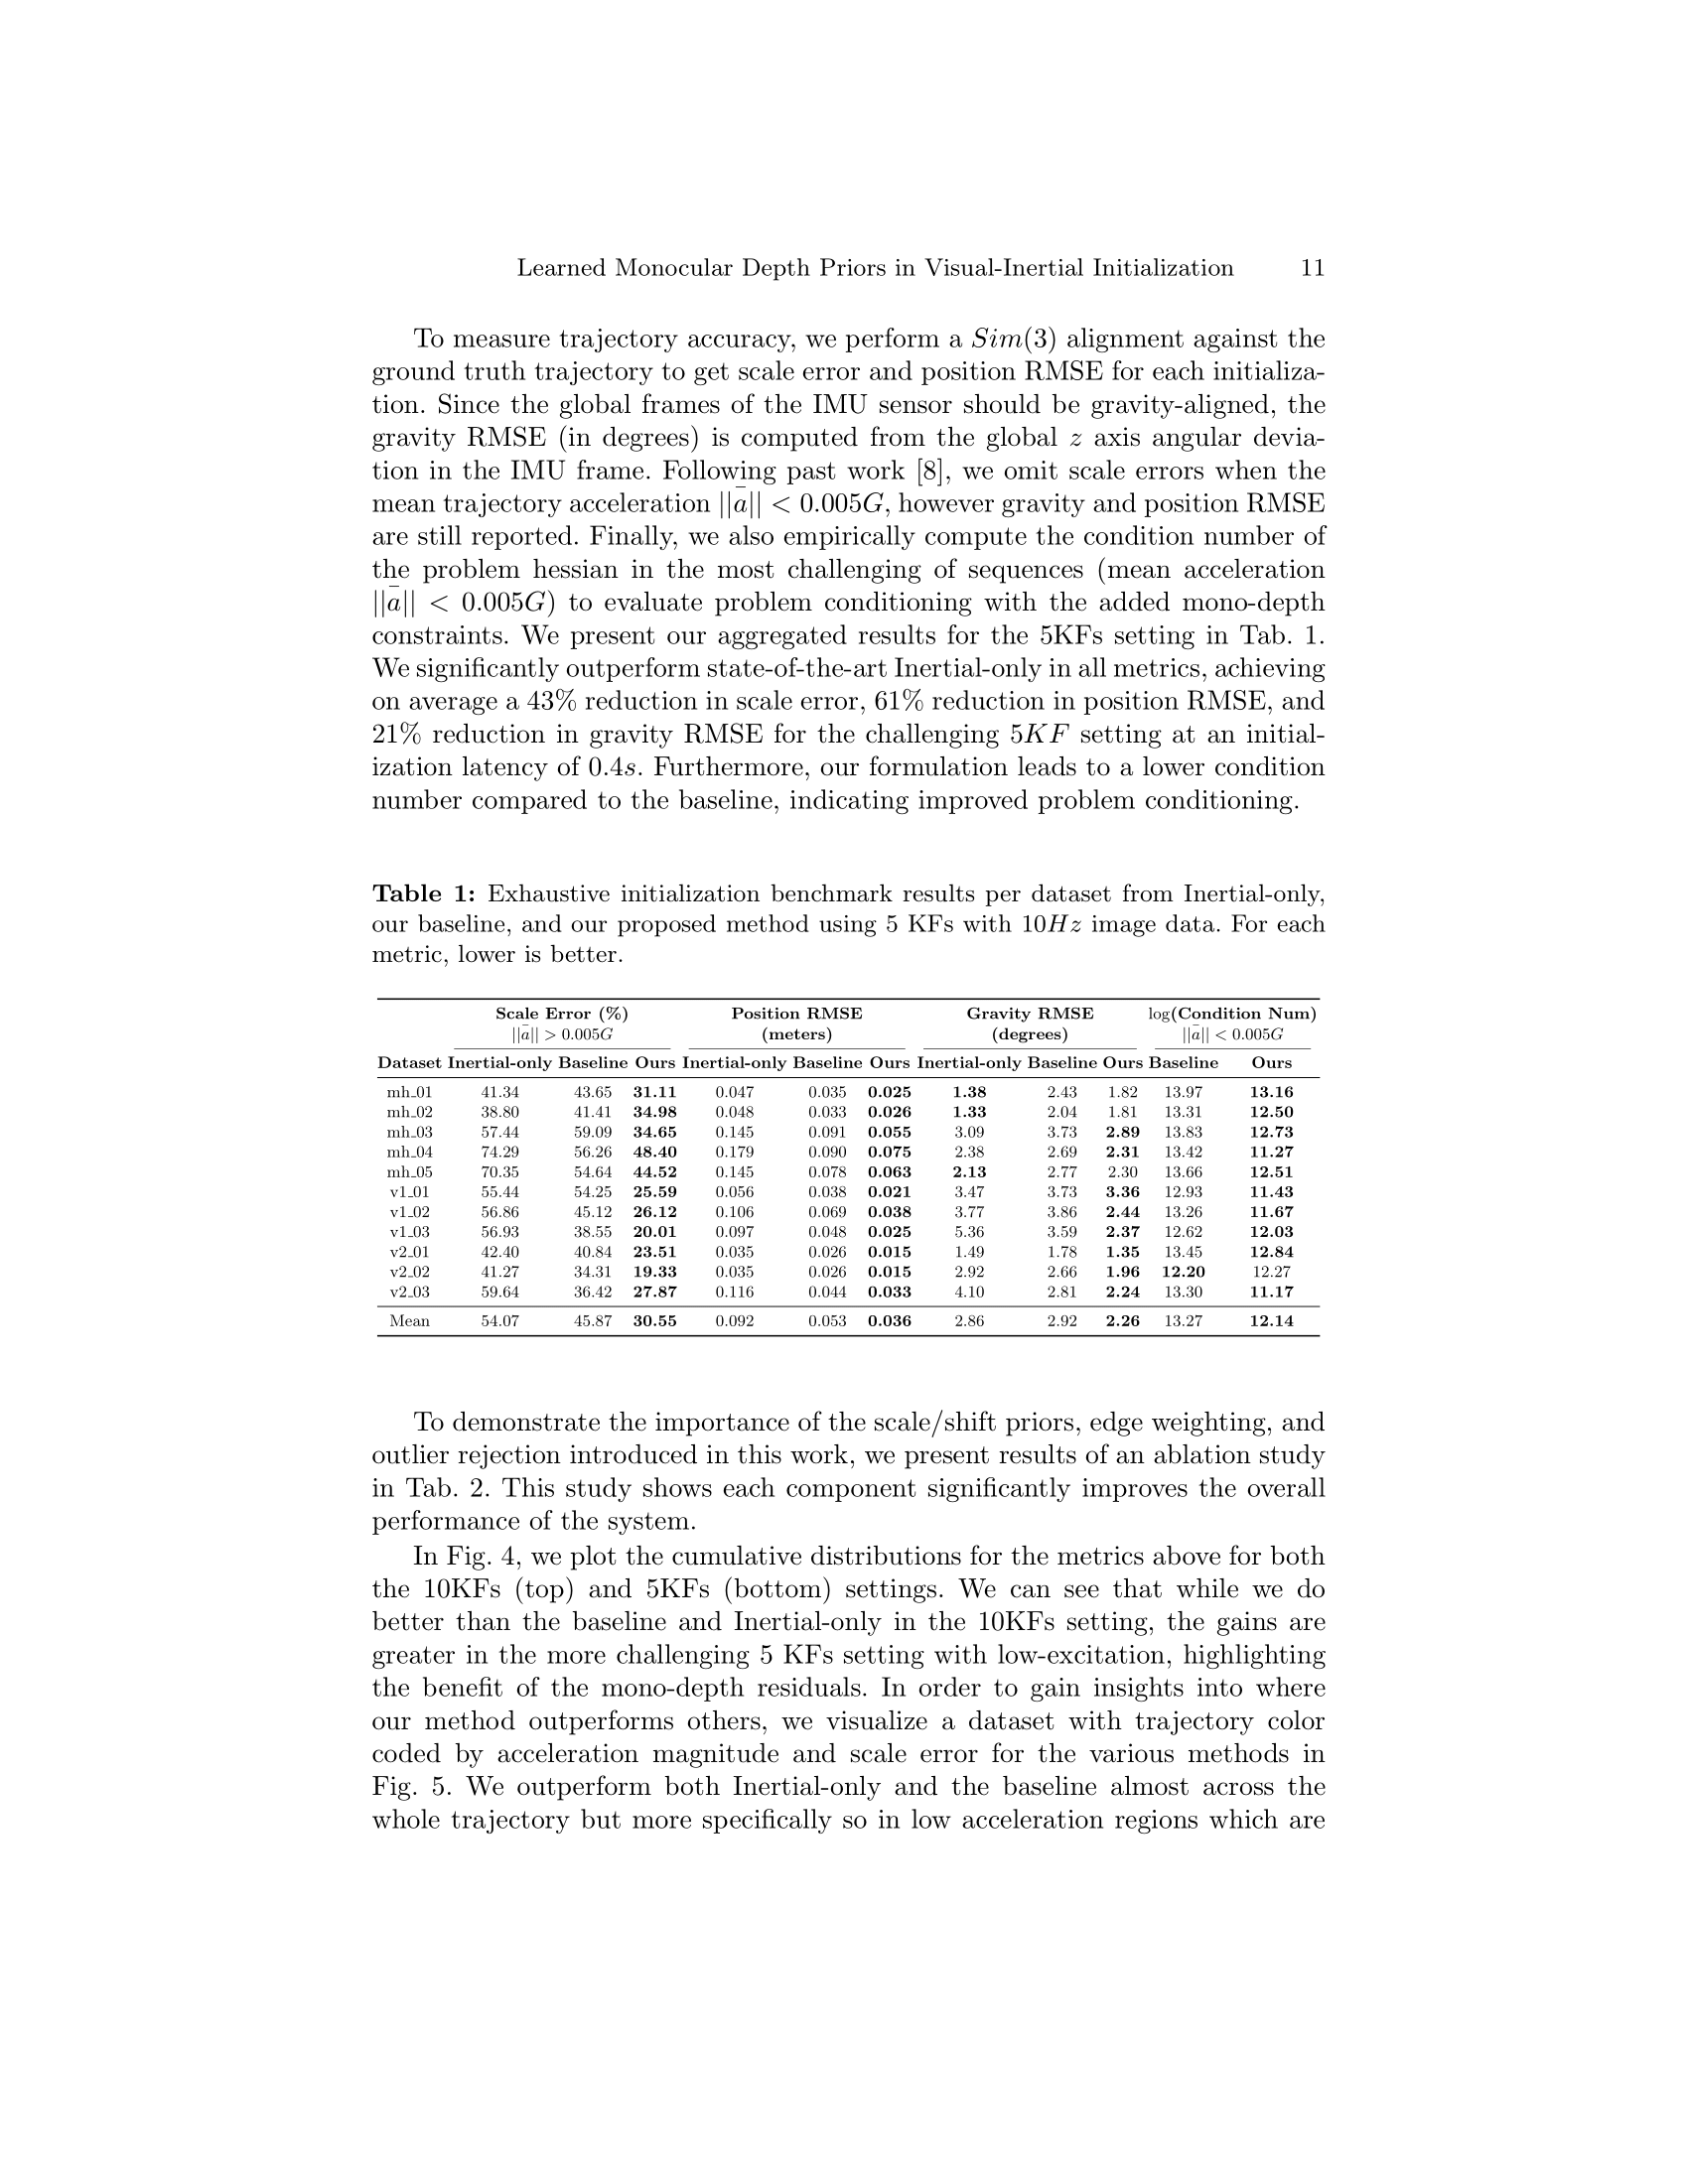 Learned Monocular Depth Priors in Visual-Inertial Initialization 11
To measure trajectory accuracy, we perform a Sim(3) alignment against the
ground truth trajectory to get scale error and position RMSE for each initializa-
tion. Since the global frames of the IMU sensor should be gravity-aligned, the
gravity RMSE (in degrees) is computed from the global z axis angular devia-
tion in the IMU frame. Following past work [8], we omit scale errors when the
mean trajectory acceleration ||ā|| < 0.005G, however gravity and position RMSE
are still reported. Finally, we also empirically compute the condition number of
the problem hessian in the most challenging of sequences (mean acceleration
||ā|| < 0.005G) to evaluate problem conditioning with the added mono-depth
constraints. We present our aggregated results for the 5KFs setting in Tab. 1.
We significantly outperform state-of-the-art Inertial-only in all metrics, achieving
on average a 43% reduction in scale error, 61% reduction in position RMSE, and
21% reduction in gravity RMSE for the challenging 5KF setting at an initial-
ization latency of 0.4s. Furthermore, our formulation leads to a lower condition
number compared to the baseline, indicating improved problem conditioning.
Table 1: Exhaustive initialization benchmark results per dataset from Inertial-only,
our baseline, and our proposed method using 5 KFs with 10Hz image data. For each
metric, lower is better.
Scale Error (%) Position RMSE Gravity RMSE log(Condition Num)
||ā|| > 0.005G (meters) (degrees) ||ā|| < 0.005G
Dataset Inertial-only Baseline Ours Inertial-only Baseline Ours Inertial-only Baseline Ours Baseline Ours
mh_01 41.34 43.65 31.11 0.047 0.035 0.025 1.38 2.43 1.82 13.97 13.16
mh_02 38.80 41.41 34.98 0.048 0.033 0.026 1.33 2.04 1.81 13.31 12.50
mh_03 57.44 59.09 34.65 0.145 0.091 0.055 3.09 3.73 2.89 13.83 12.73
mh_04 74.29 56.26 48.40 0.179 0.090 0.075 2.38 2.69 2.31 13.42 11.27
mh_05 70.35 54.64 44.52 0.145 0.078 0.063 2.13 2.77 2.30 13.66 12.51
v1_01 55.44 54.25 25.59 0.056 0.038 0.021 3.47 3.73 3.36 12.93 11.43
v1_02 56.86 45.12 26.12 0.106 0.069 0.038 3.77 3.86 2.44 13.26 11.67
v1_03 56.93 38.55 20.01 0.097 0.048 0.025 5.36 3.59 2.37 12.62 12.03
v2_01 42.40 40.84 23.51 0.035 0.026 0.015 1.49 1.78 1.35 13.45 12.84
v2_02 41.27 34.31 19.33 0.035 0.026 0.015 2.92 2.66 1.96 12.20 12.27
v2_03 59.64 36.42 27.87 0.116 0.044 0.033 4.10 2.81 2.24 13.30 11.17
Mean 54.07 45.87 30.55 0.092 0.053 0.036 2.86 2.92 2.26 13.27 12.14
To demonstrate the importance of the scale/shift priors, edge weighting, and
outlier rejection introduced in this work, we present results of an ablation study
in Tab. 2. This study shows each component significantly improves the overall
performance of the system.
In Fig. 4, we plot the cumulative distributions for the metrics above for both
the 10KFs (top) and 5KFs (bottom) settings. We can see that while we do
better than the baseline and Inertial-only in the 10KFs setting, the gains are
greater in the more challenging 5 KFs setting with low-excitation, highlighting
the benefit of the mono-depth residuals. In order to gain insights into where
our method outperforms others, we visualize a dataset with trajectory color
coded by acceleration magnitude and scale error for the various methods in
Fig. 5. We outperform both Inertial-only and the baseline almost across the
whole trajectory but more specifically so in low acceleration regions which are